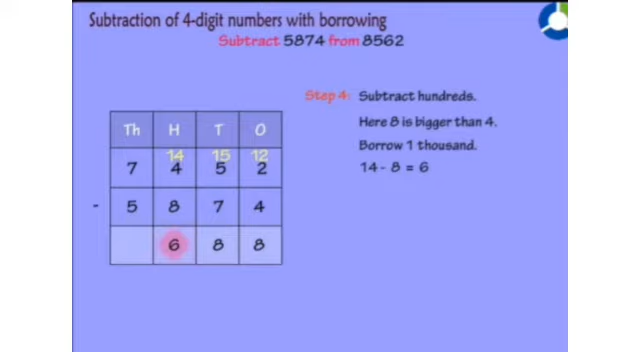 Subtraction of 4-digit numbers with borrowing
Subtract 5874 from 8562
Step 4: Subtract hundreds.
Here 8 is bigger than 4.
Borrow 1 thousand.
14 - 8 = 6
Th H T O
14 15 12
7 4 5 2
- 5 8 7 4
6 8 8